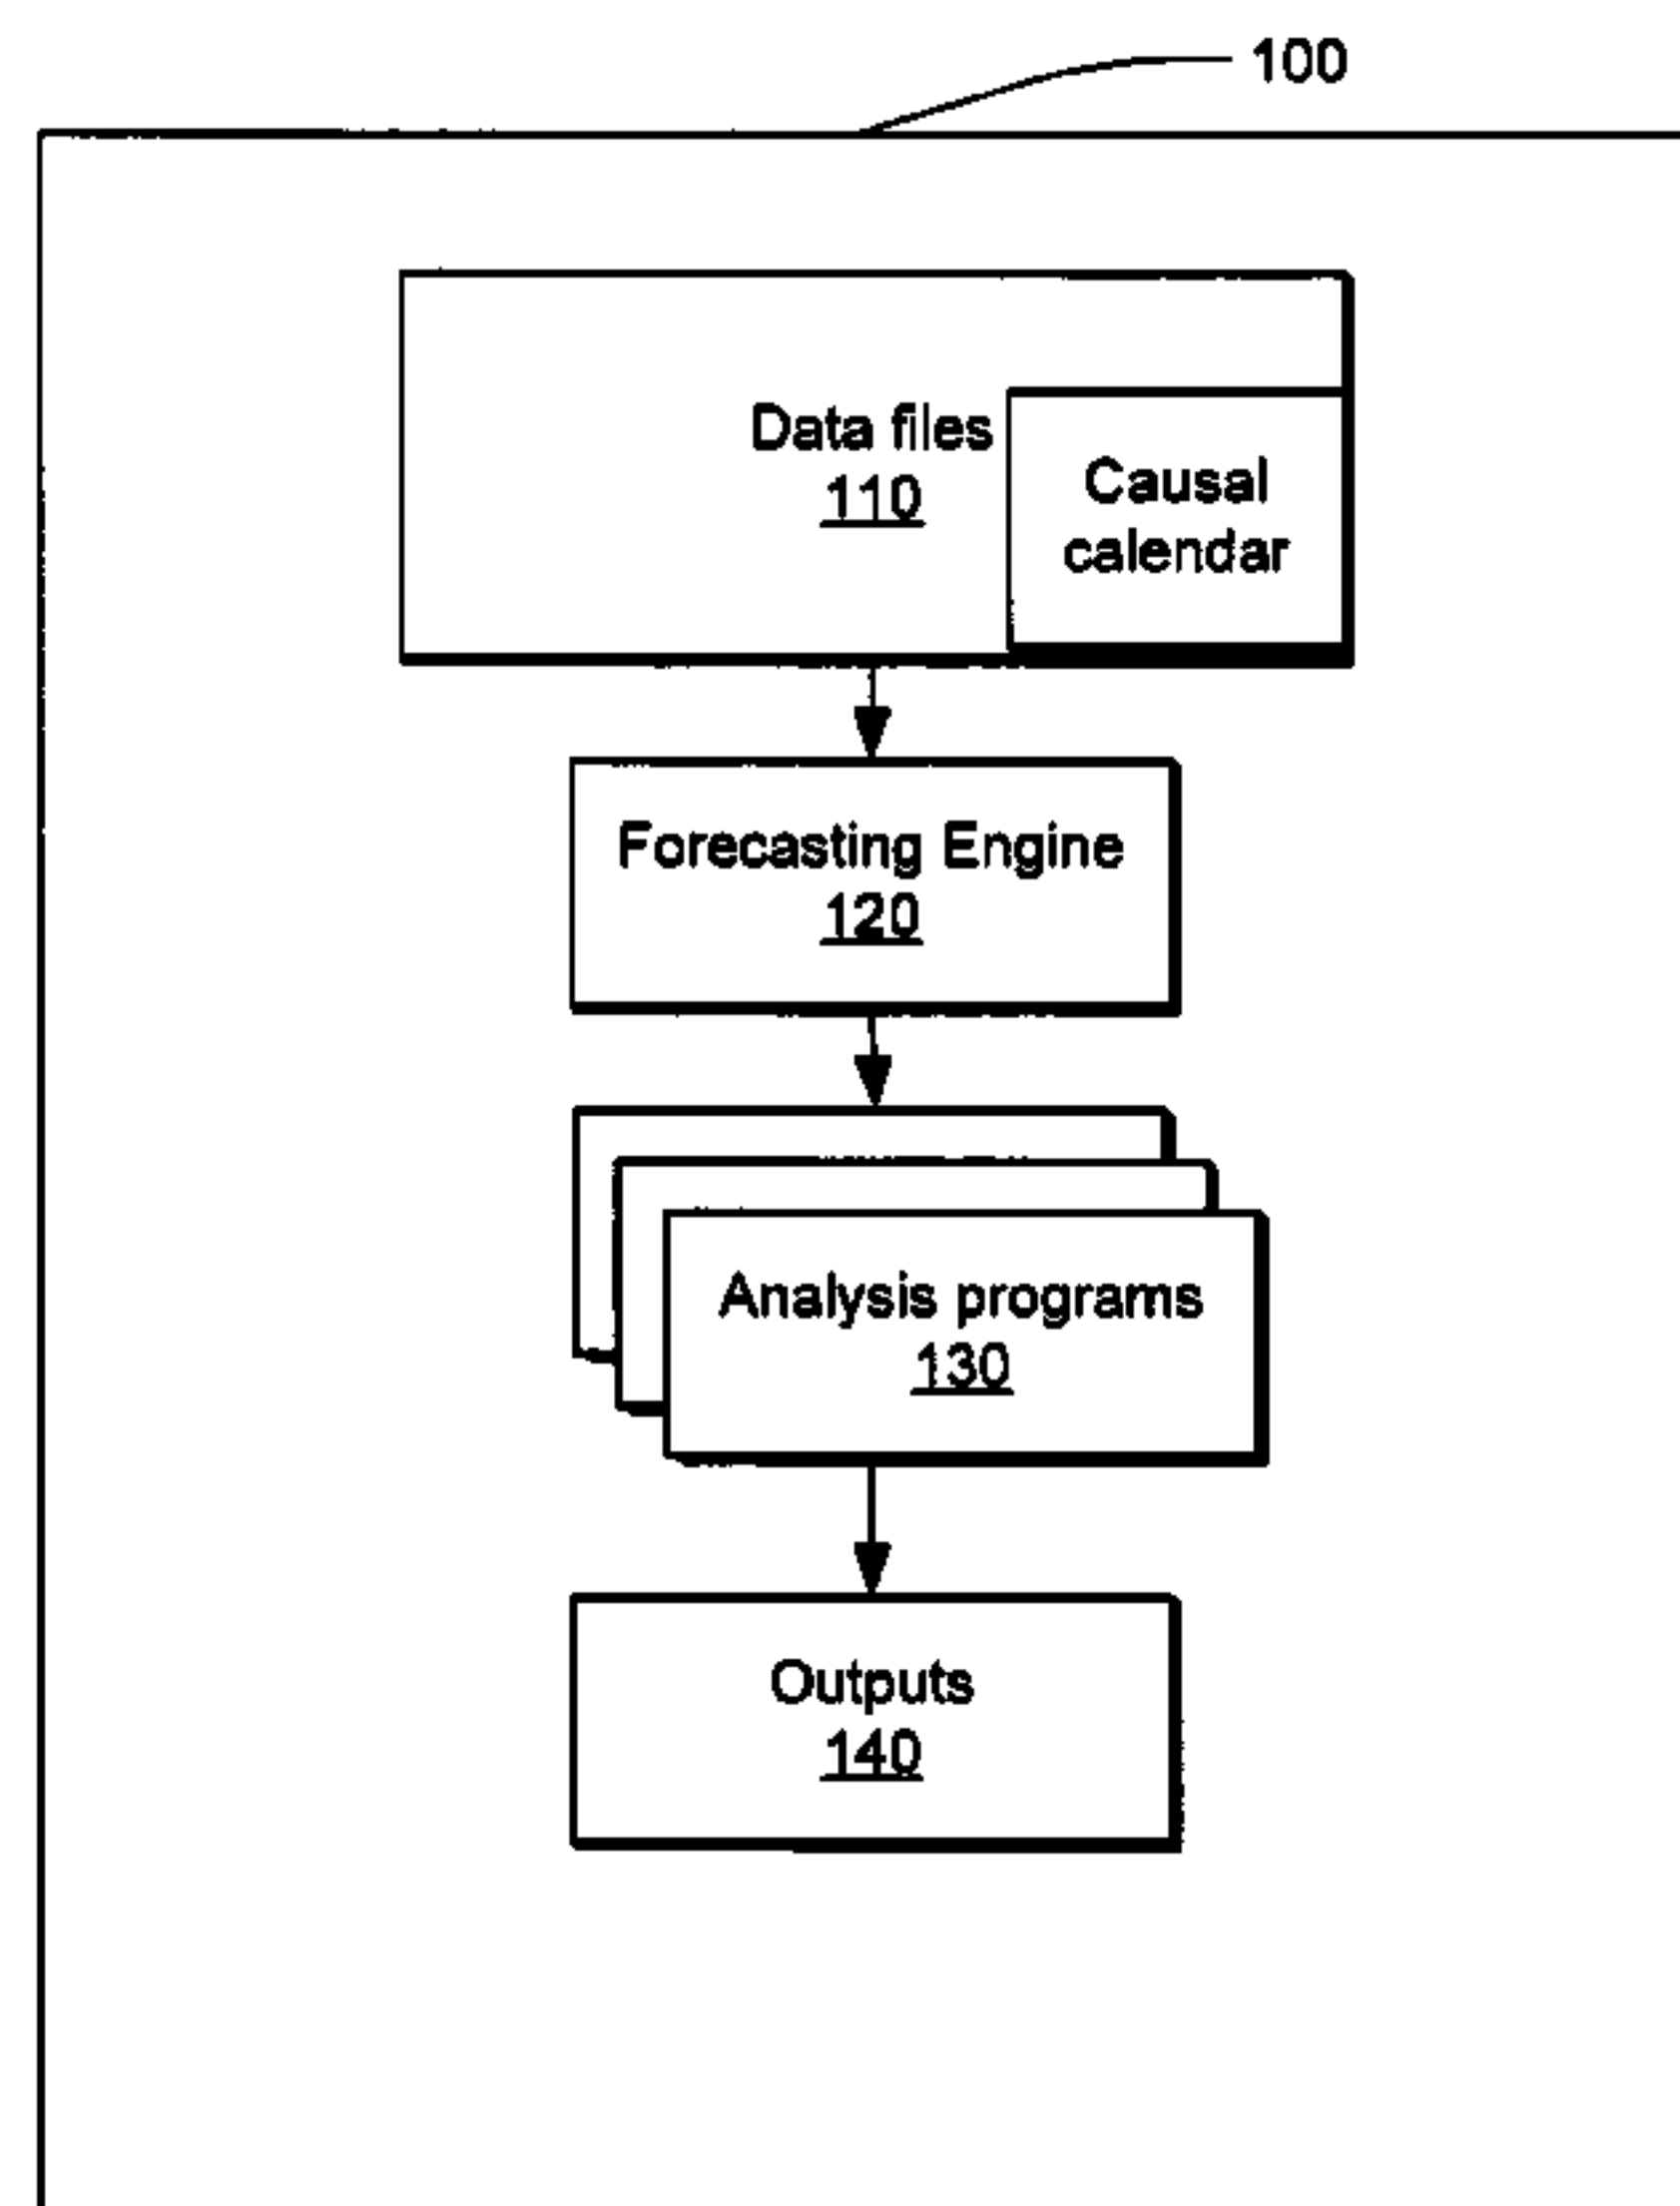 100
Data files
110
Causal
calendar
Forecasting Engine
120
Analysis programs
130
Outputs
140